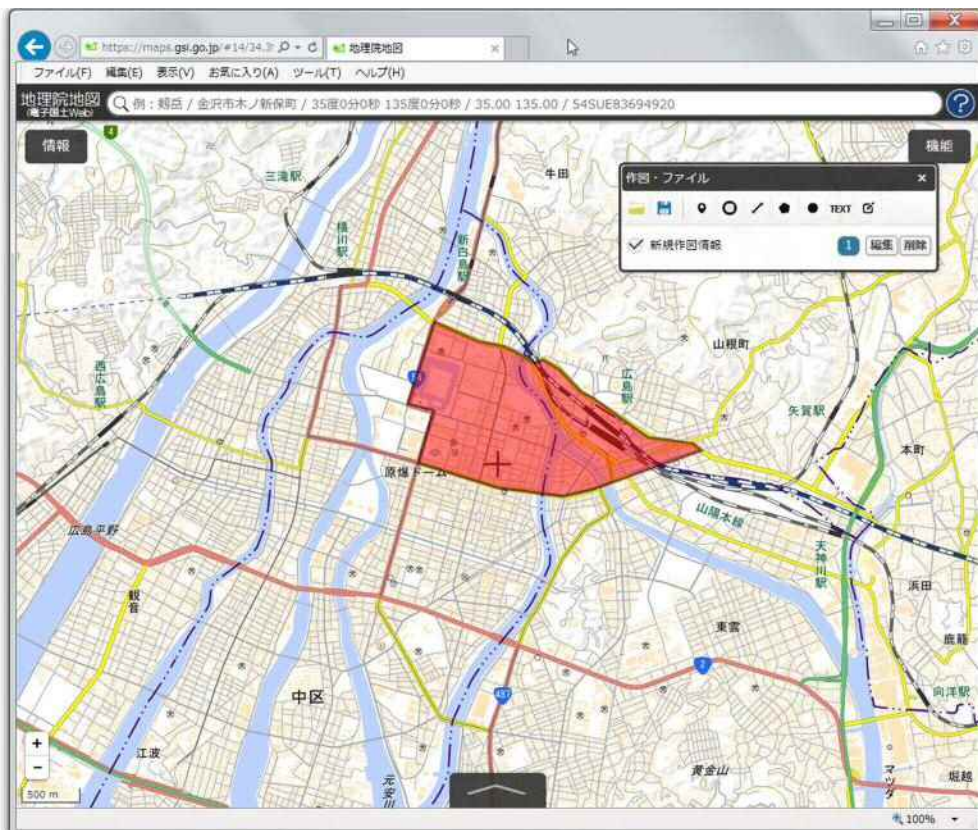 https://maps.gsi.go.jp/#14/34.3
地理院地図
ファイル(F) 編集(E) 表示(V) お気に入り(A) ツール(T) ヘルプ(H)
地理院地図
(電子国土Web)
例：剱岳 / 金沢市木ノ新保町 / 35度0分0秒 135度0分0秒 / 35.00 135.00 / 54SUE83694920
情報
4
機能
三滝駅
牛田
作図・ファイル
TEXT
新規作図情報
1
編集
削除
横川駅
新白島駅
西広島駅
54
広島駅
山根町
矢賀駅
本町
原爆ドーム
山陽本線
広島平野
天神川駅
観音
浜田
東雲
鹿籠
2
中区
487
向洋駅
江波
元安川
黄金山
マツダ
堀越
+
−
500 m
100%